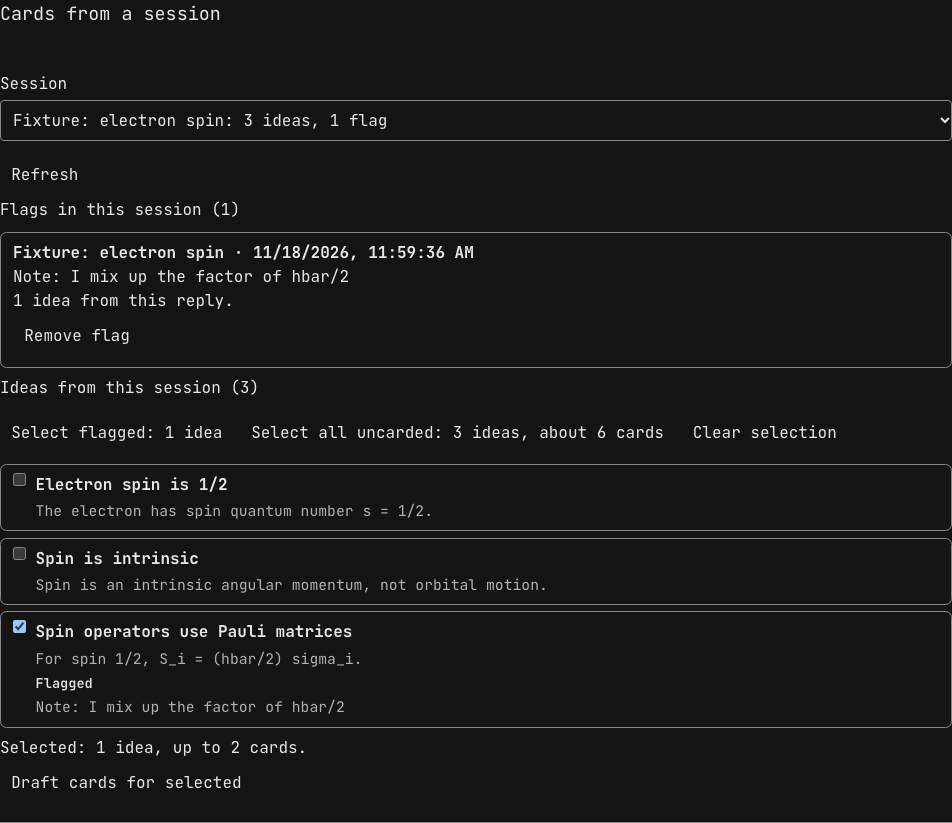 Cards from a session
Session
Fixture: electron spin: 3 ideas, 1 flag
Refresh
Flags in this session (1)
Fixture: electron spin · 11/18/2026, 11:59:36 AM
Note: I mix up the factor of hbar/2
1 idea from this reply.
Remove flag
Ideas from this session (3)
Select flagged: 1 idea Select all uncarded: 3 ideas, about 6 cards Clear selection
Electron spin is 1/2
The electron has spin quantum number s = 1/2.
Spin is intrinsic
Spin is an intrinsic angular momentum, not orbital motion.
Spin operators use Pauli matrices
For spin 1/2, S_i = (hbar/2) sigma_i.
Flagged
Note: I mix up the factor of hbar/2
Selected: 1 idea, up to 2 cards.
Draft cards for selected